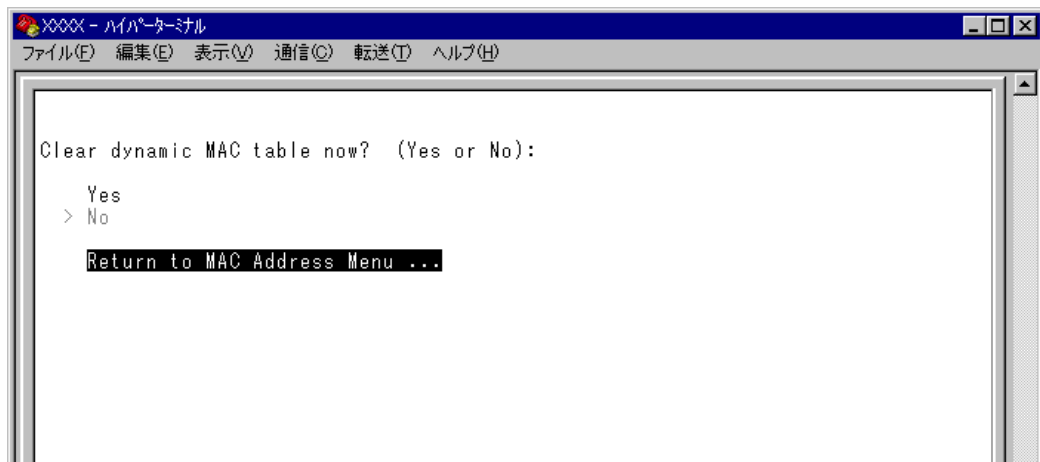 XXXX - ハイパーターミナル
ファイル(F) 編集(E) 表示(V) 通信(C) 転送(T) ヘルプ(H)
Clear dynamic MAC table now? (Yes or No):
Yes
> No
Return to MAC Address Menu ...